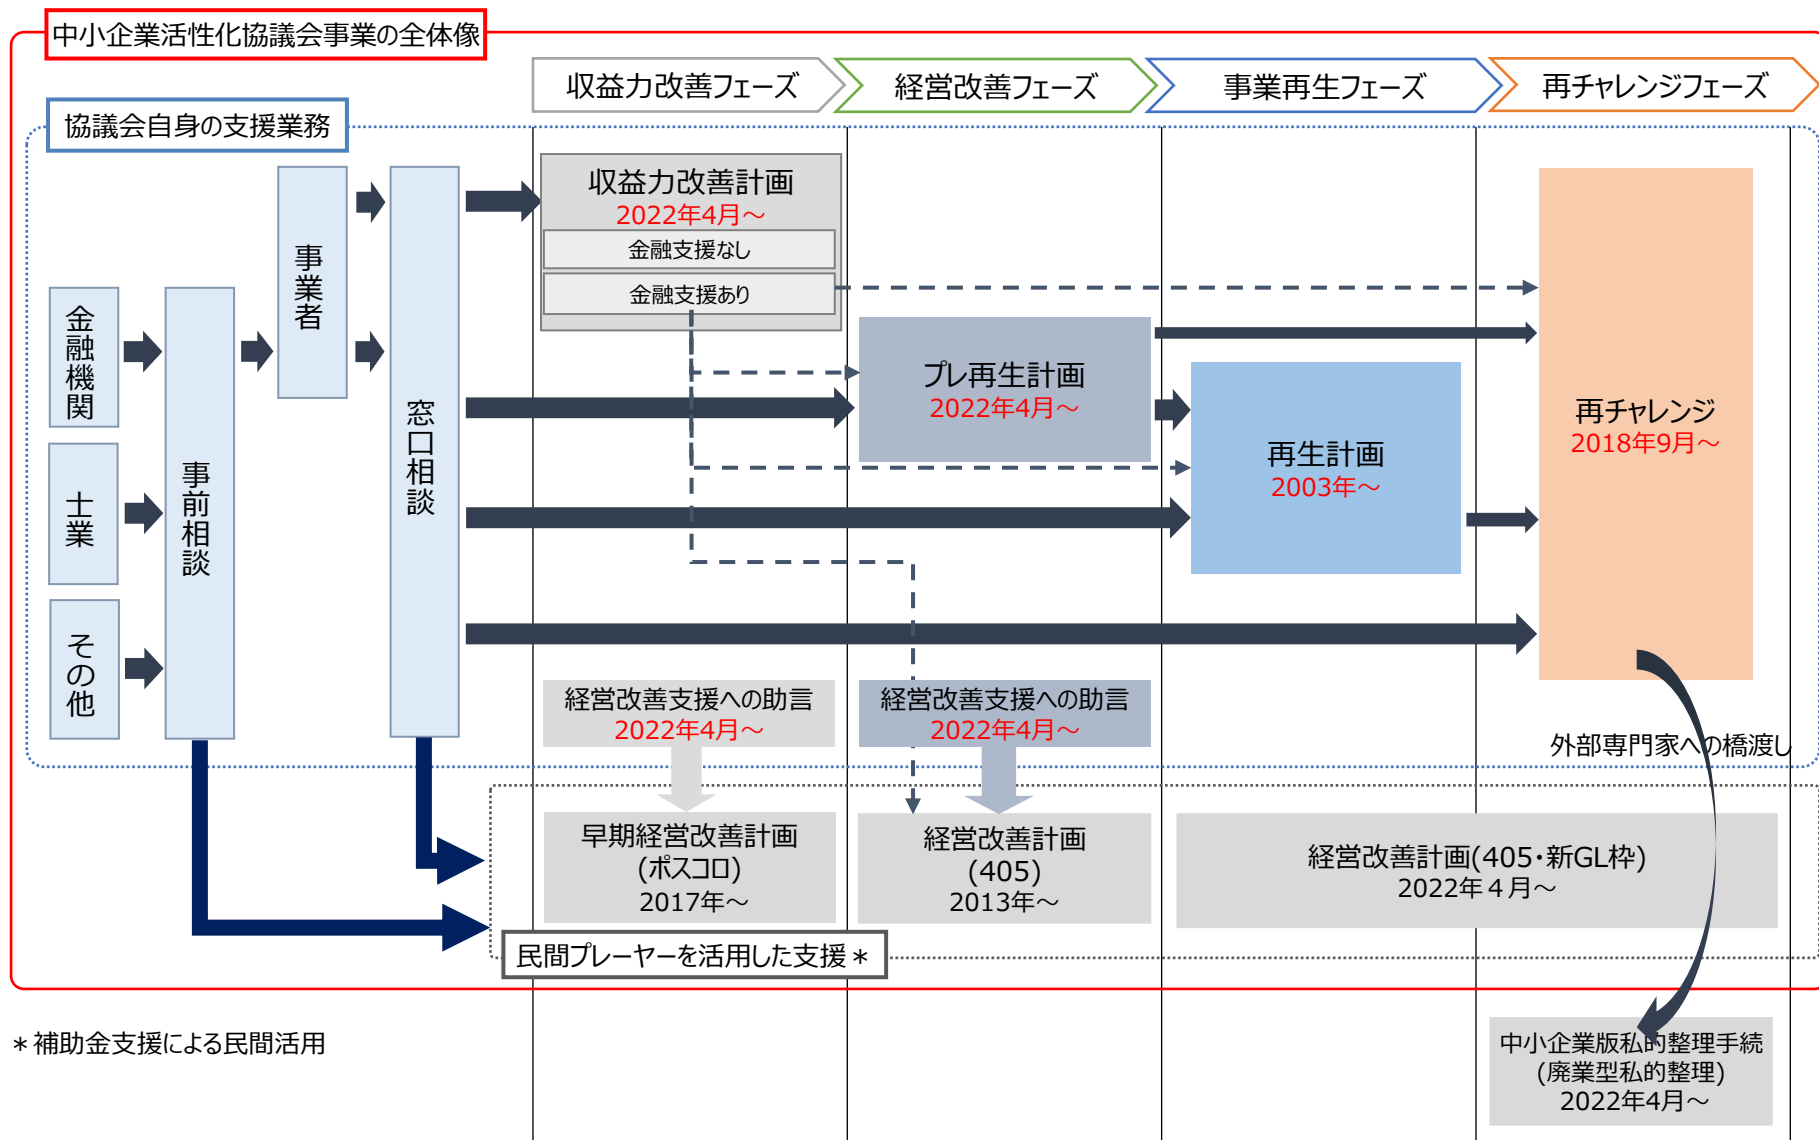 中小企業活性化協議会事業の全体像
収益力改善フェーズ
経営改善フェーズ
事業再生フェーズ
再チャレンジフェーズ
協議会自身の支援業務
金融機関
士業
その他
事前相談
事業者
窓口相談
収益力改善計画
2022年4月～
金融支援なし
金融支援あり
プレ再生計画
2022年4月～
再生計画
2003年～
再チャレンジ
2018年9月～
経営改善支援への助言
2022年4月～
経営改善支援への助言
2022年4月～
外部専門家への橋渡し
早期経営改善計画
(ポスコロ)
2017年～
経営改善計画
(405)
2013年～
経営改善計画(405・新GL枠)
2022年４月～
民間プレーヤーを活用した支援＊
＊補助金支援による民間活用
中小企業版私的整理手続
(廃業型私的整理)
2022年4月～